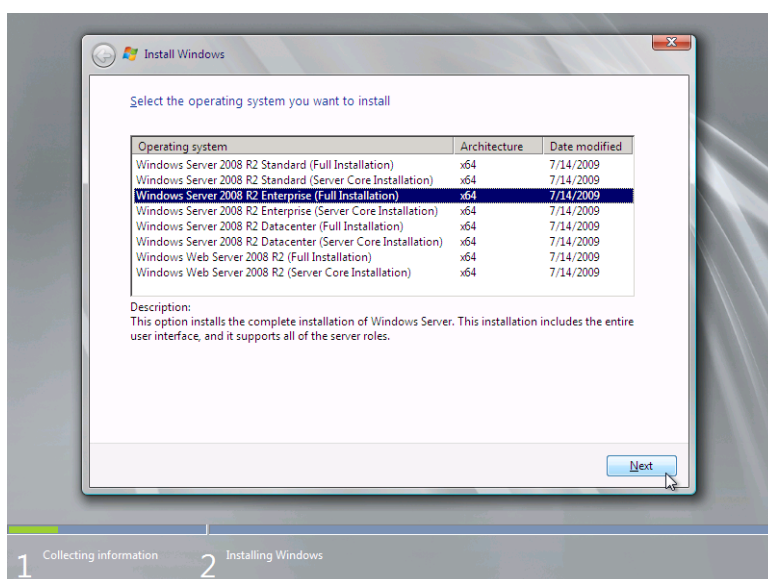 Install Windows
Select the operating system you want to install
Operating system Architecture Date modified
Windows Server 2008 R2 Standard (Full Installation) x64 7/14/2009
Windows Server 2008 R2 Standard (Server Core Installation) x64 7/14/2009
Windows Server 2008 R2 Enterprise (Full Installation) x64 7/14/2009
Windows Server 2008 R2 Enterprise (Server Core Installation) x64 7/14/2009
Windows Server 2008 R2 Datacenter (Full Installation) x64 7/14/2009
Windows Server 2008 R2 Datacenter (Server Core Installation) x64 7/14/2009
Windows Web Server 2008 R2 (Full Installation) x64 7/14/2009
Windows Web Server 2008 R2 (Server Core Installation) x64 7/14/2009
Description:
This option installs the complete installation of Windows Server. This installation includes the entire
user interface, and it supports all of the server roles.
Next
1 Collecting information 2 Installing Windows